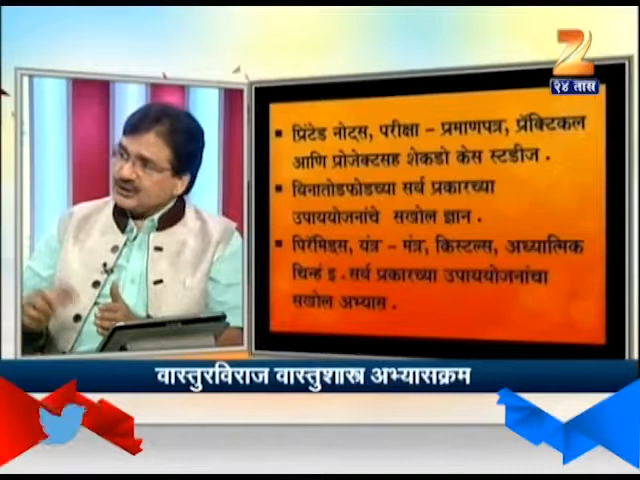 २४ तास
▪ प्रिंटेड नोट्स, परीक्षा - प्रमाणपत्र, प्रॅक्टिकल
आणि प्रोजेक्टसह शेकडो केस स्टडीज .
▪ विनातोडफोडच्या सर्व प्रकारच्या
उपाययोजनांचे सखोल ज्ञान .
▪ पिरॅमिड्स, यंत्र - मंत्र, किस्टल्स, अध्यात्मिक
चिन्हं इ . सर्व प्रकारच्या उपाययोजनांचा
सखोल अभ्यास .
वास्तुरविराज वास्तुशास्त्र अभ्यासक्रम